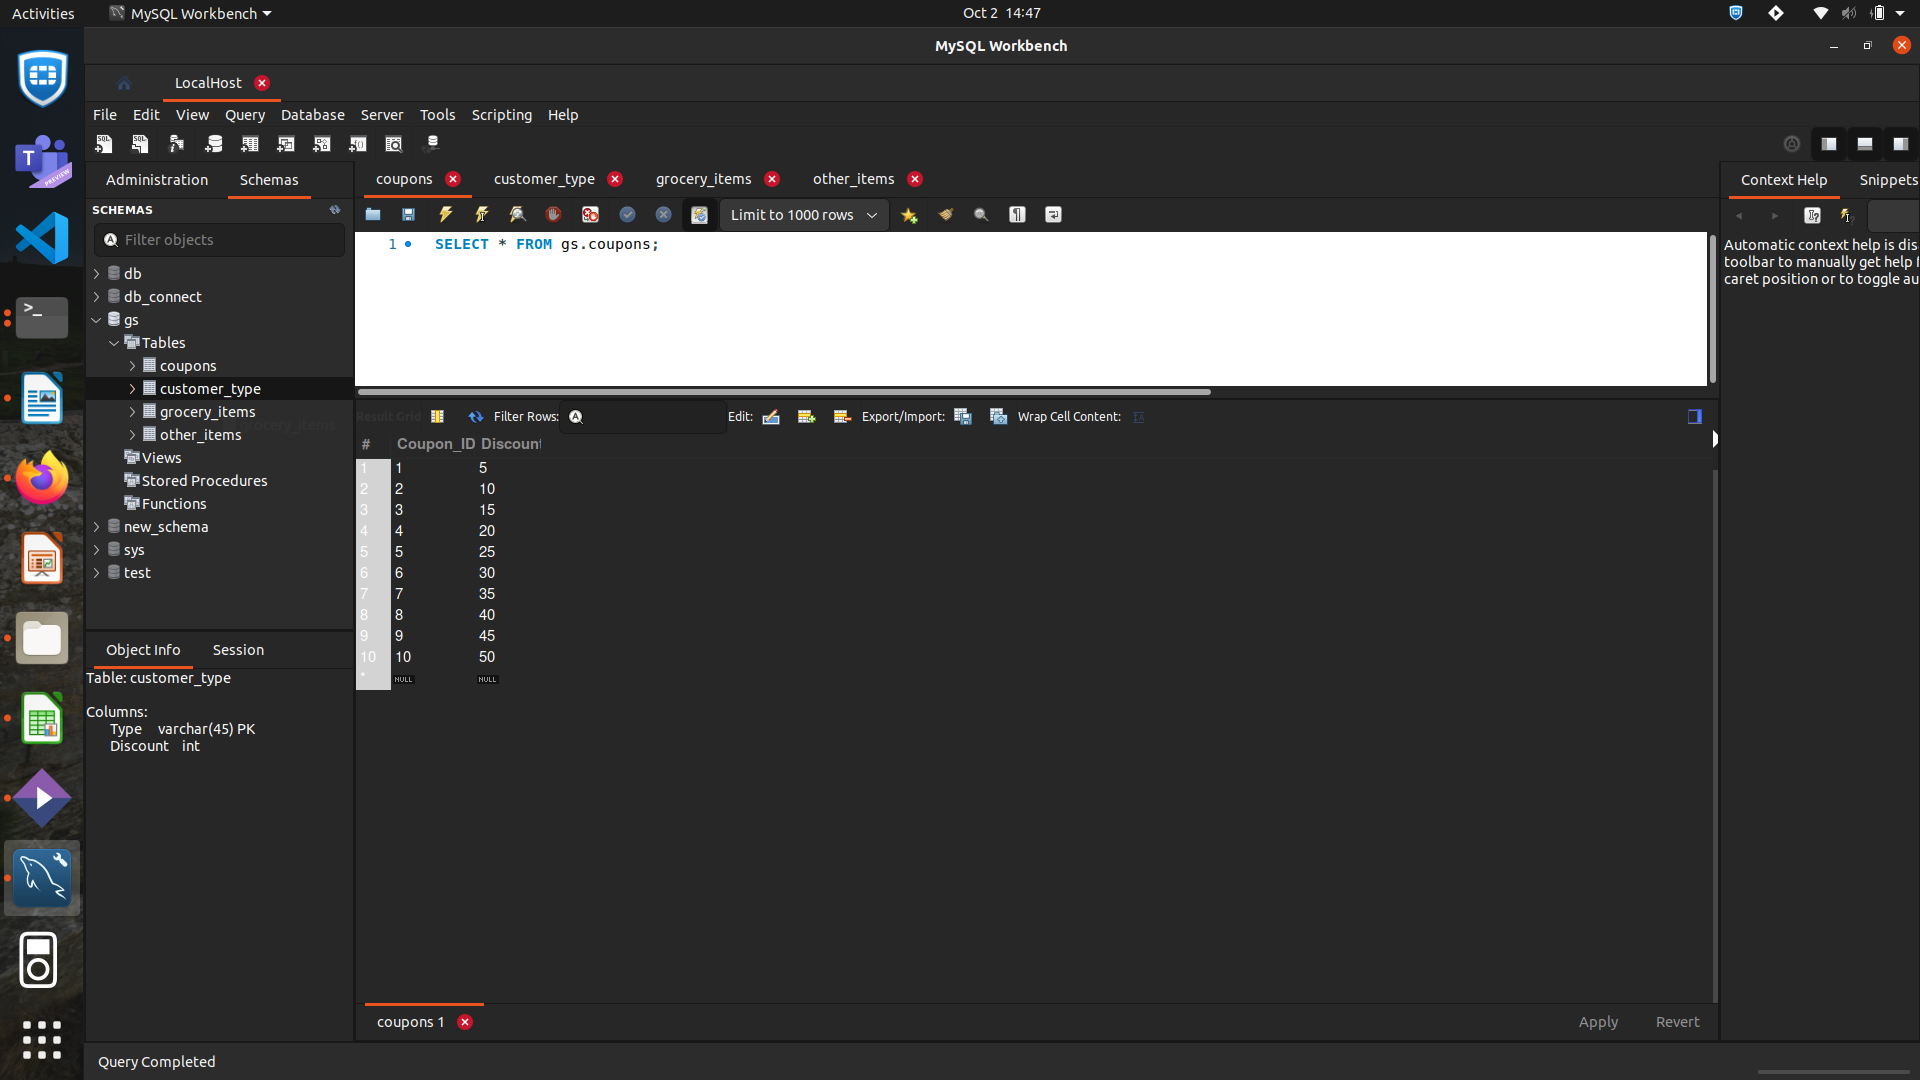 Activities MySQL Workbench Oct 2 14:47
MySQL Workbench
LocalHost
File Edit View Query Database Server Tools Scripting Help
Administration Schemas
coupons customer_type grocery_items other_items
Context Help Snippets
SCHEMAS
Limit to 1000 rows
Filter objects
1 SELECT * FROM gs.coupons;
Automatic context help is dis
toolbar to manually get help f
caret position or to toggle au
db
db_connect
gs
Tables
coupons
customer_type
grocery_items
grocery_items
other_items
Views
Stored Procedures
Functions
new_schema
sys
test
Result Grid Filter Rows: Edit: Export/Import: Wrap Cell Content:
# Coupon_ID Discount
1 1 5
2 2 10
3 3 15
4 4 20
5 5 25
6 6 30
7 7 35
8 8 40
9 9 45
10 10 50
* NULL NULL
Object Info Session
Table: customer_type
Columns:
Type varchar(45) PK
Discount int
coupons 1 Apply Revert
Query Completed
T
PREVIEW